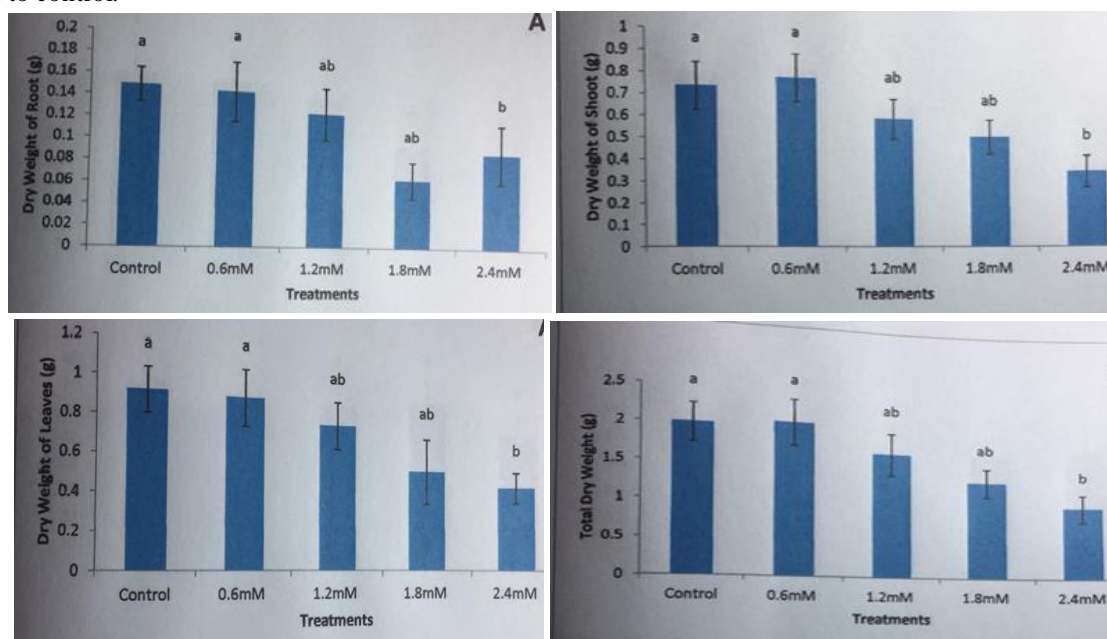 to control.
A
0.2
0.18
0.16
0.14
0.12
0.1
0.08
0.06
0.04
0.02
0
Dry Weight of Root (g)
a
a
ab
ab
b
Control
0.6mM
1.2mM
1.8mM
2.4mM
Treatments
1
0.9
0.8
0.7
0.6
0.5
0.4
0.3
0.2
0.1
0
Dry Weight of Shoot (g)
a
a
ab
ab
b
Control
0.6mM
1.2mM
1.8mM
2.4mM
Treatments
1.2
1
0.8
0.6
0.4
0.2
0
Dry Weight of Leaves (g)
a
a
ab
ab
b
Control
0.6mM
1.2mM
1.8mM
2.4mM
Treatments
2.5
2
1.5
1
0.5
0
Total Dry Weight (g)
a
a
ab
ab
b
Control
0.6mM
1.2mM
1.8mM
2.4mM
Treatments